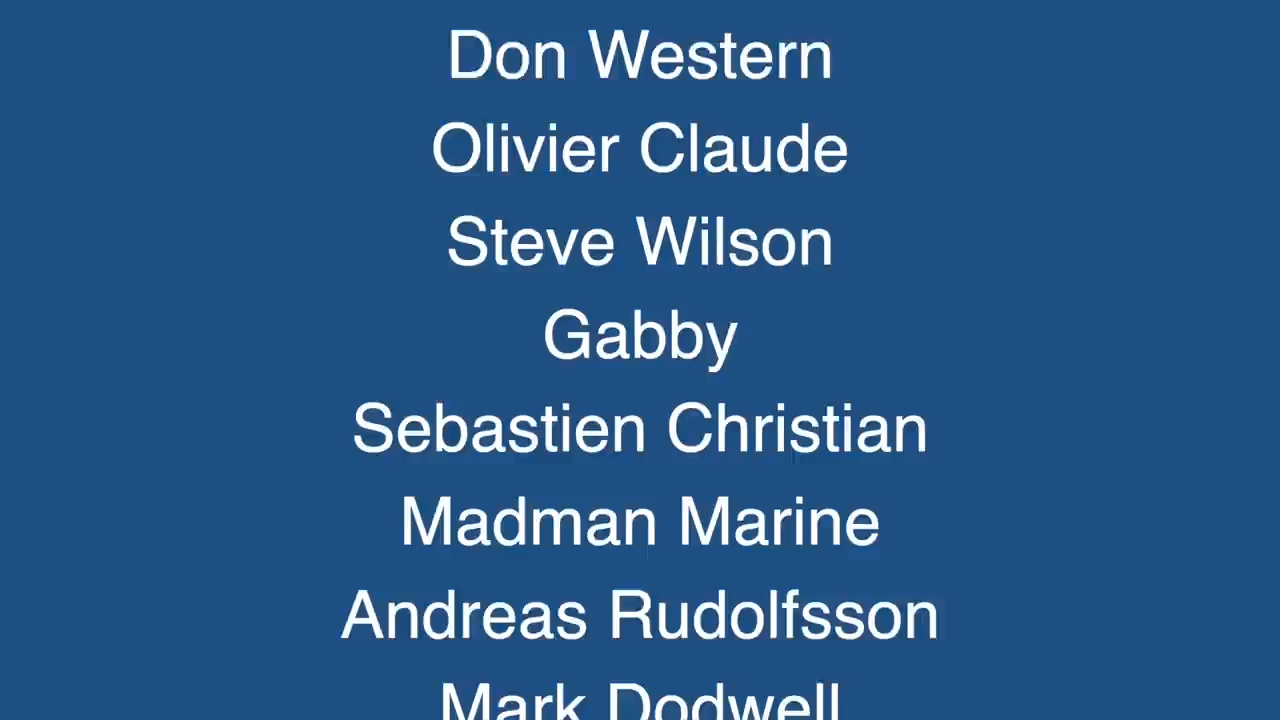 Don Western
Olivier Claude
Steve Wilson
Gabby
Sebastien Christian
Madman Marine
Andreas Rudolfsson
Mark Dodwell